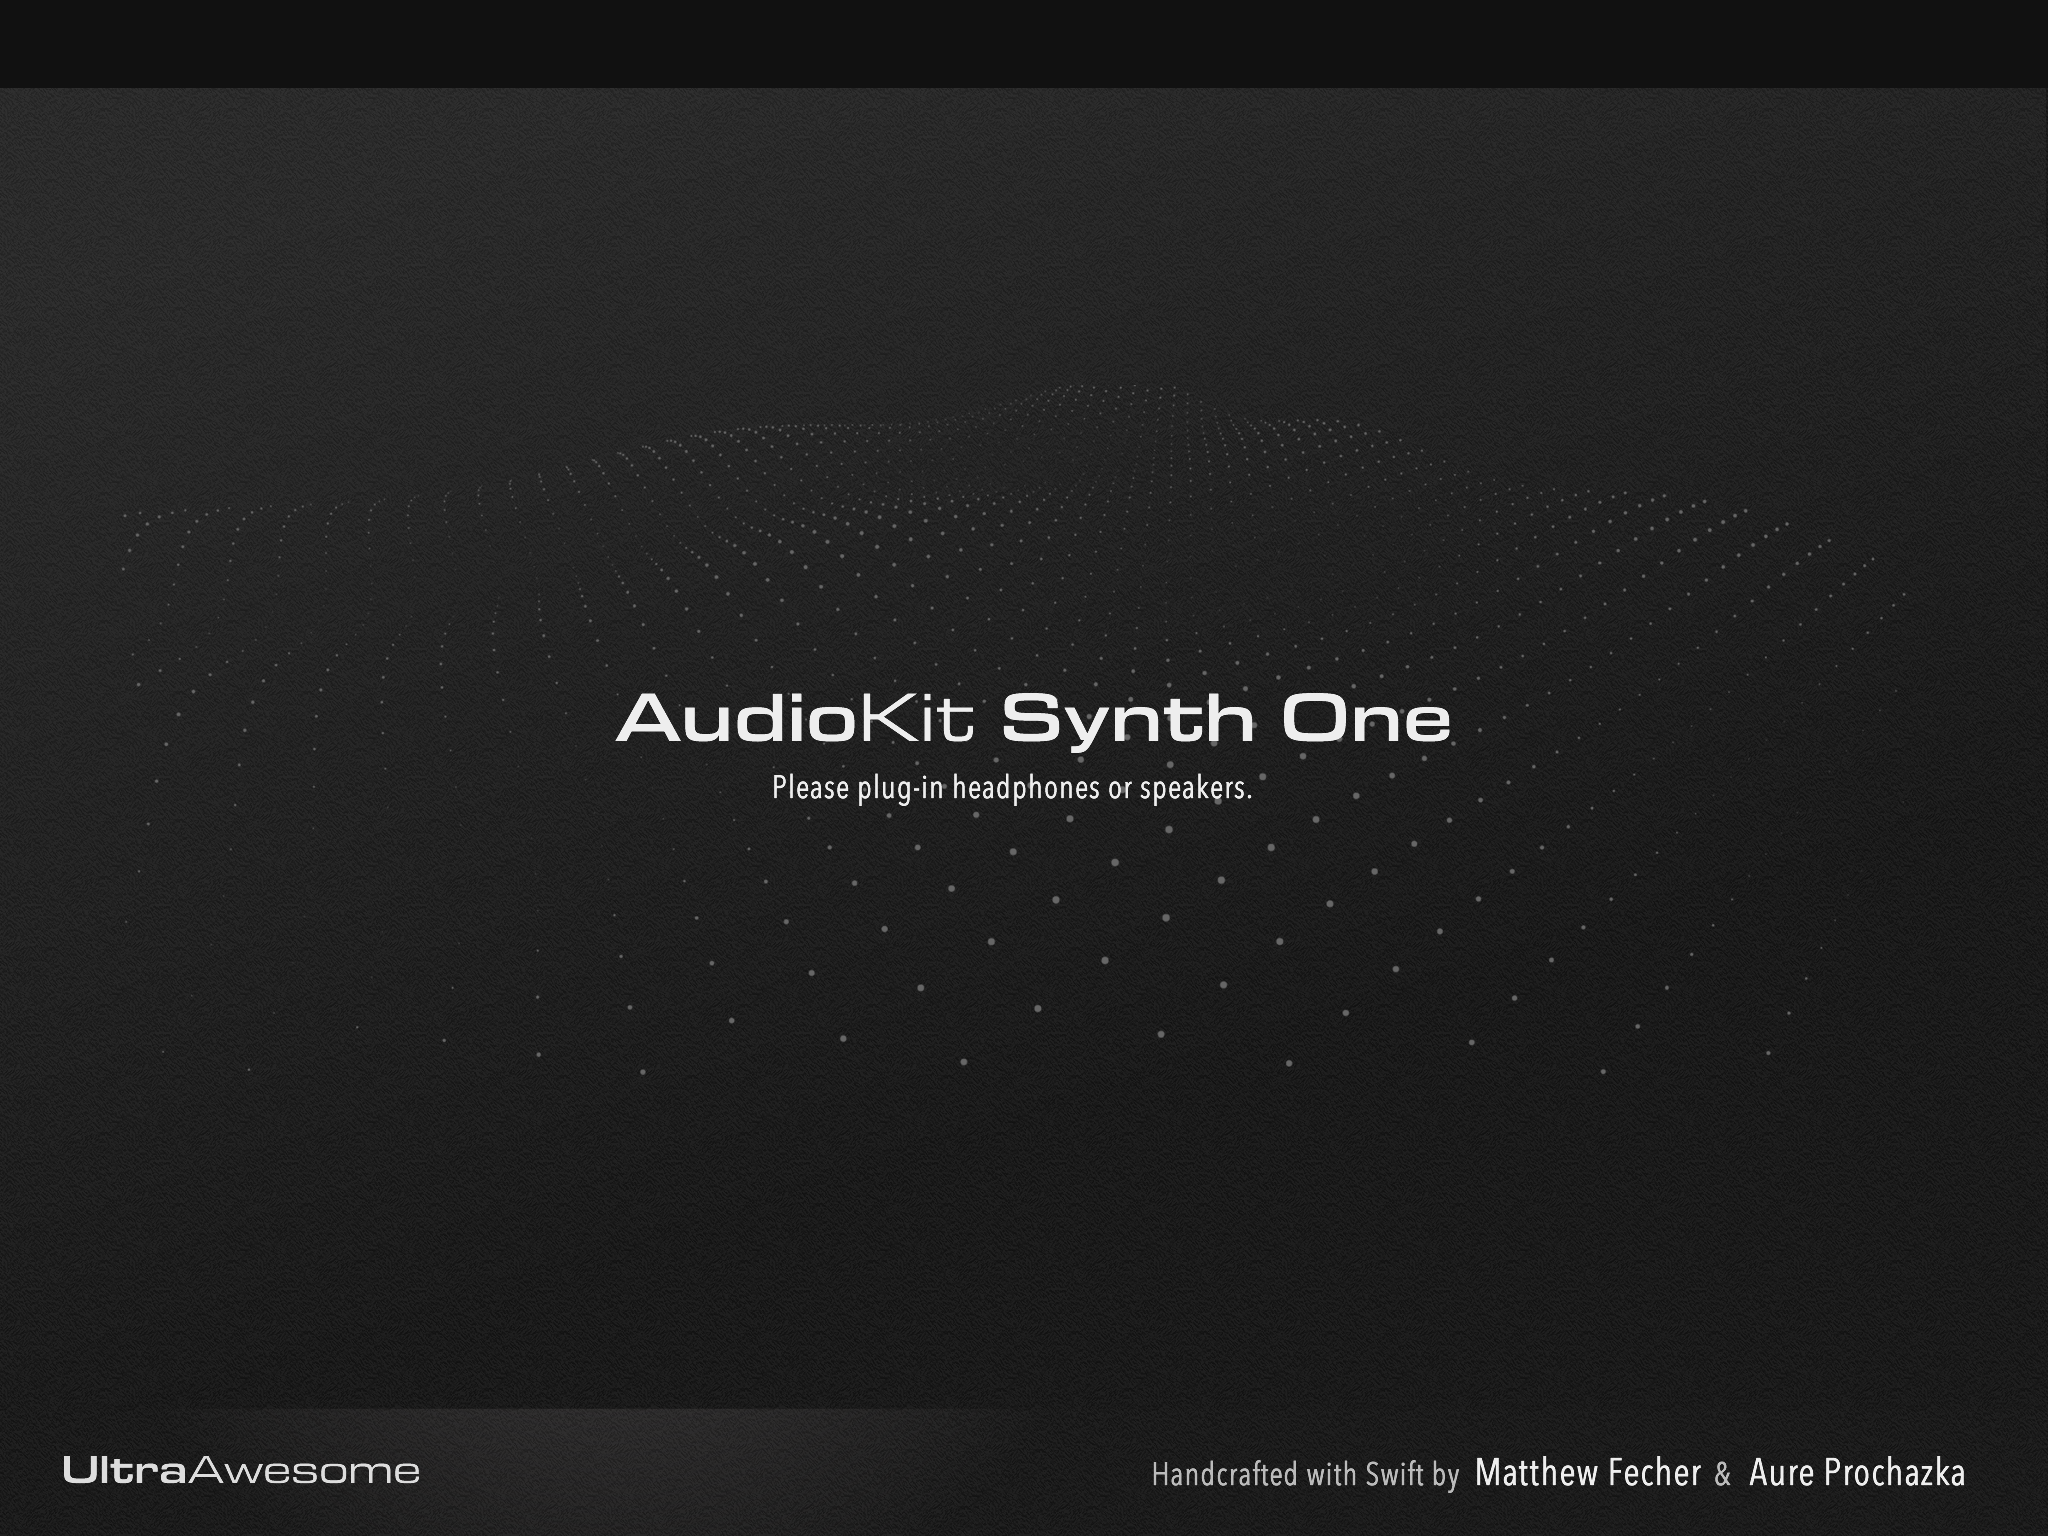 AudioKit Synth One
Please plug-in headphones or speakers.
UltraAwesome
Handcrafted with Swift by Matthew Fecher & Aure Prochazka